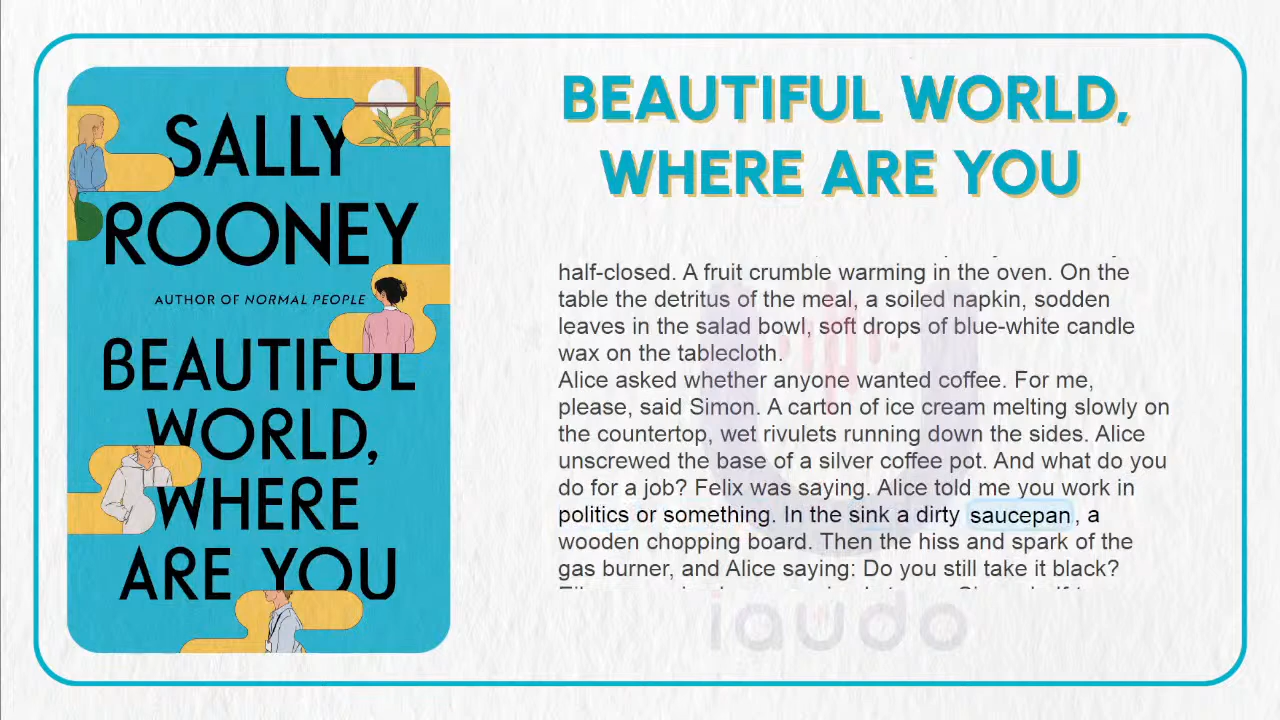 SALLY
ROONEY
AUTHOR OF NORMAL PEOPLE
BEAUTIFUL
WORLD,
WHERE
ARE YOU
BEAUTIFUL WORLD,
WHERE ARE YOU
half-closed. A fruit crumble warming in the oven. On the
table the detritus of the meal, a soiled napkin, sodden
leaves in the salad bowl, soft drops of blue-white candle
wax on the tablecloth.
Alice asked whether anyone wanted coffee. For me,
please, said Simon. A carton of ice cream melting slowly on
the countertop, wet rivulets running down the sides. Alice
unscrewed the base of a silver coffee pot. And what do you
do for a job? Felix was saying. Alice told me you work in
politics or something. In the sink a dirty saucepan, a
wooden chopping board. Then the hiss and spark of the
gas burner, and Alice saying: Do you still take it black?
iaudo